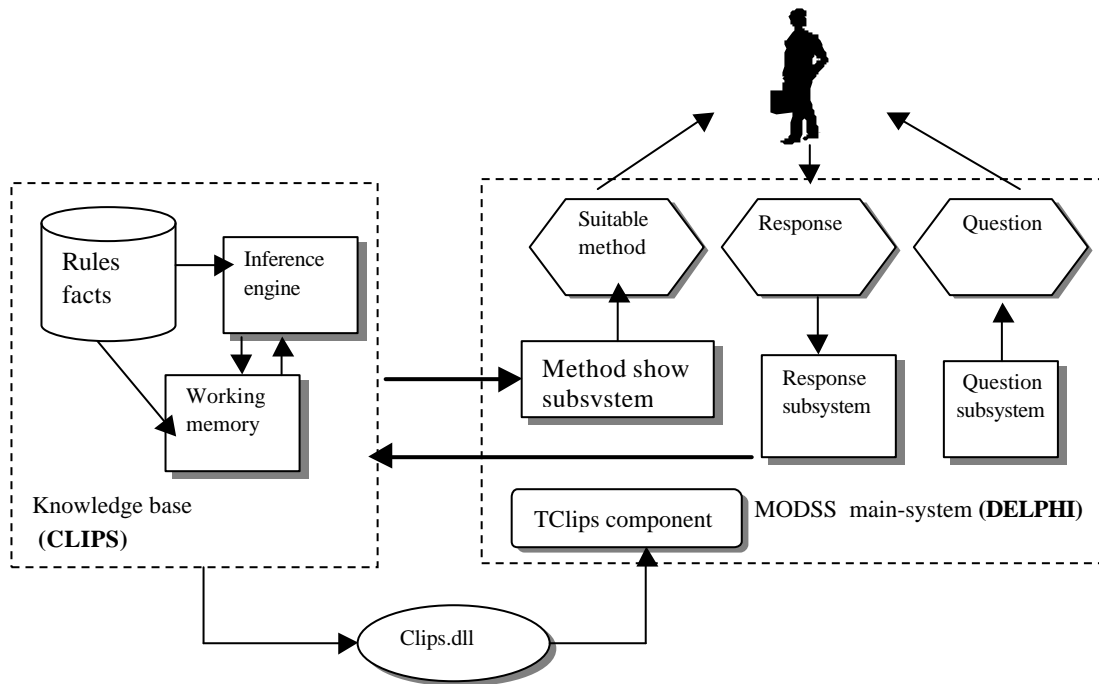 Suitable
method
Response
Question
Rules
facts
Inference
engine
Working
memory
Method show
subsystem
Response
subsystem
Question
subsystem
Knowledge base
(CLIPS)
TClips component
MODSS main-system (DELPHI)
Clips.dll